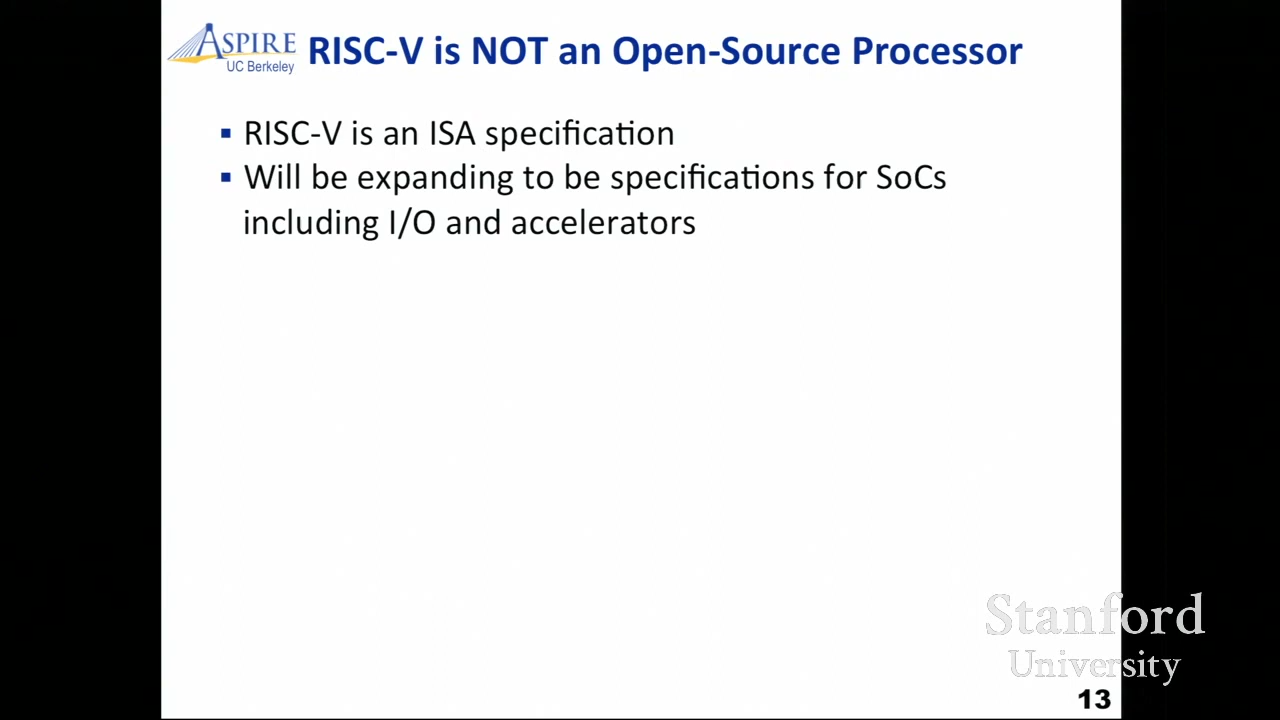 ASPIRE
UC Berkeley
RISC-V is NOT an Open-Source Processor
▪ RISC-V is an ISA specification
▪ Will be expanding to be specifications for SoCs
including I/O and accelerators
Stanford
University
13